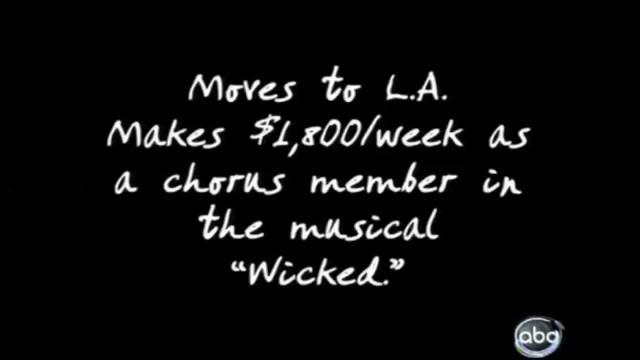 Moves to L.A.
Makes $1,800/week as
a chorus member in
the musical
“Wicked.”
abc